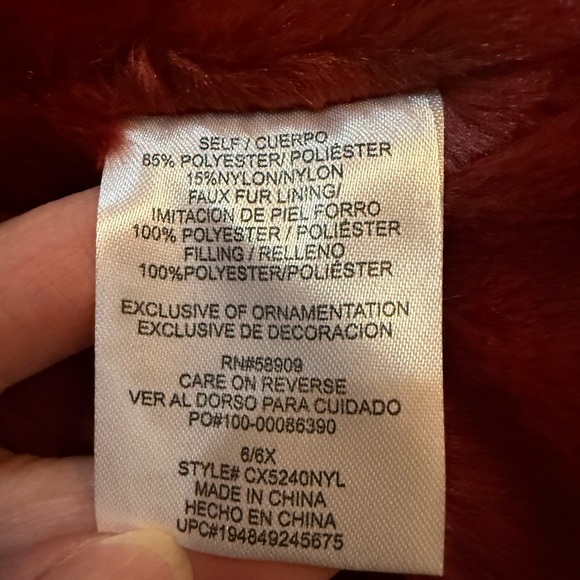 SELF / CUERPO
85% POLYESTER/ POLIÉSTER
15%NYLON/NYLON
FAUX FUR LINING/
IMITACION DE PIEL FORRO
100% POLYESTER / POLIÉSTER
FILLING / RELLENO
100%POLYESTER/POLIÉSTER
EXCLUSIVE OF ORNAMENTATION
EXCLUSIVE DE DECORACION
RN#58909
CARE ON REVERSE
VER AL DORSO PARA CUIDADO
PO#100-00086390
6/6X
STYLE# CX5240NYL
MADE IN CHINA
HECHO EN CHINA
UPC#194849245675